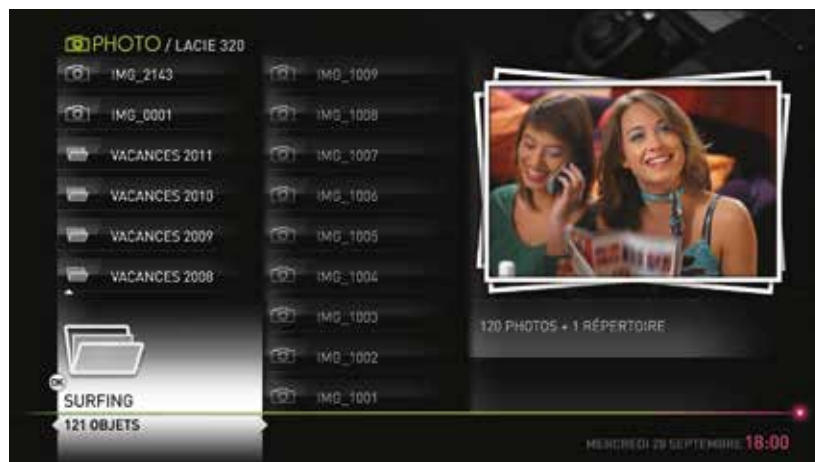 PHOTO / LACIE 320
IMG_2143
IMG_0001
VACANCES 2011
VACANCES 2010
VACANCES 2009
VACANCES 2008
OK
SURFING
121 OBJETS
IMG_1009
IMG_1008
IMG_1007
IMG_1006
IMG_1005
IMG_1004
IMG_1003
IMG_1002
IMG_1001
120 PHOTOS + 1 RÉPERTOIRE
MERCREDI 28 SEPTEMBRE 18:00